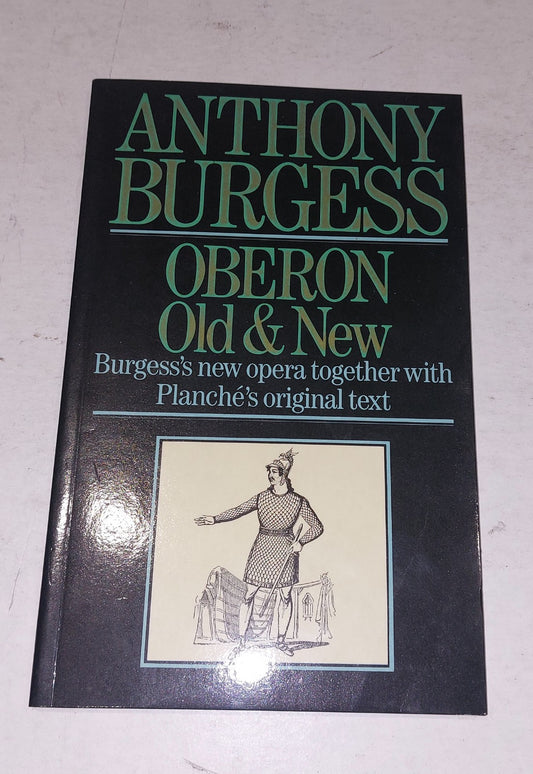 ANTHONY
BURGESS
OBERON
Old & New
Burgess's new opera together with
Planché's original text